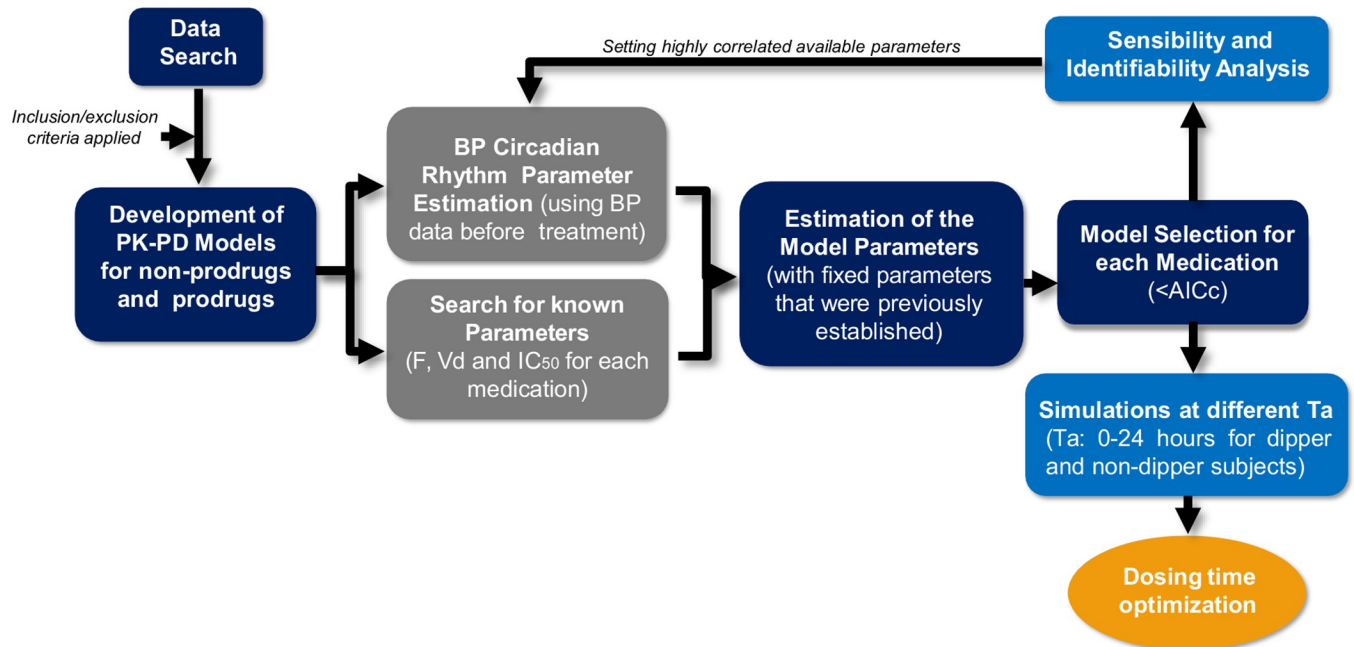 Data
Search
Inclusion/exclusion
criteria applied
Development of
PK-PD Models
for non-prodrugs
and prodrugs
Setting highly correlated available parameters
BP Circadian
Rhythm Parameter
Estimation (using BP
data before treatment)
Search for known
Parameters
(F, Vd and IC50 for each
medication)
Estimation of the
Model Parameters
(with fixed parameters
that were previously
established)
Sensibility and
Identifiability Analysis
Model Selection for
each Medication
(<AICc)
Simulations at different Ta
(Ta: 0-24 hours for dipper
and non-dipper subjects)
Dosing time
optimization